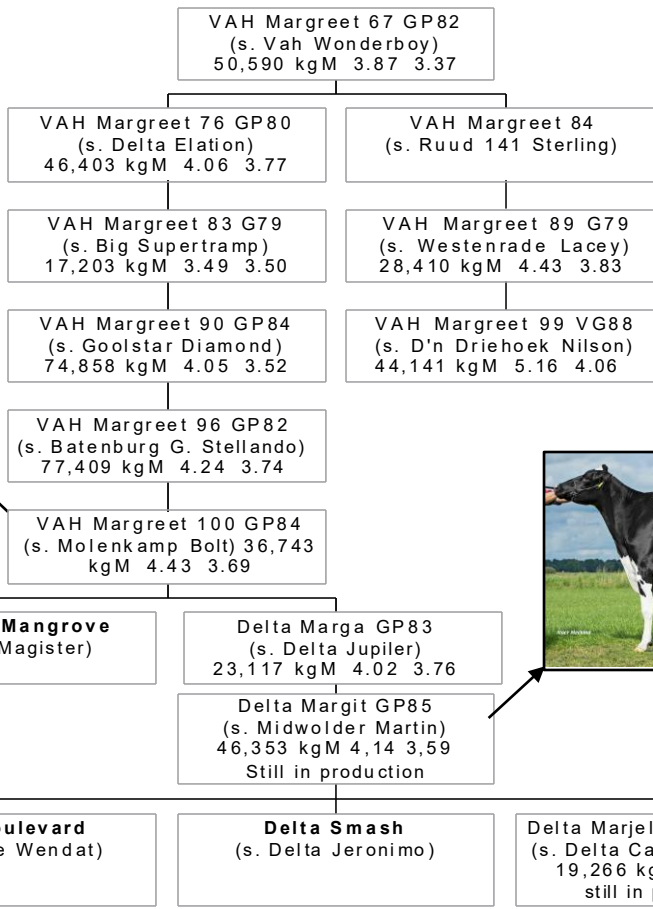 VAH Margreet 67 GP82
(s. Vah Wonderboy)
50,590 kgM 3.87 3.37
VAH Margreet 76 GP80
(s. Delta Elation)
46,403 kgM 4.06 3.77
VAH Margreet 84
(s. Ruud 141 Sterling)
VAH Margreet 83 G79
(s. Big Supertramp)
17,203 kgM 3.49 3.50
VAH Margreet 89 G79
(s. Westenrade Lacey)
28,410 kgM 4.43 3.83
VAH Margreet 90 GP84
(s. Goolstar Diamond)
74,858 kgM 4.05 3.52
VAH Margreet 99 VG88
(s. D'n Driehoek Nilson)
44,141 kgM 5.16 4.06
VAH Margreet 96 GP82
(s. Batenburg G. Stellando)
77,409 kgM 4.24 3.74
VAH Margreet 100 GP84
(s. Molenkamp Bolt) 36,743
kgM 4.43 3.69
Mangrove
Magister)
Delta Marga GP83
(s. Delta Jupiler)
23,117 kgM 4.02 3.76
Delta Margit GP85
(s. Midwolder Martin)
46,353 kgM 4,14 3,59
Still in production
ulevard
e Wendat)
Delta Smash
(s. Delta Jeronimo)
Delta Marjel
(s. Delta Ca
19,266 kg
still in